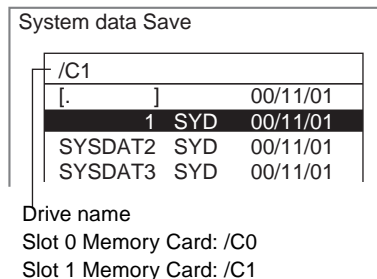 System data Save
/C1
[. ] 00/11/01
1 SYD 00/11/01
SYSDAT2 SYD 00/11/01
SYSDAT3 SYD 00/11/01
Drive name
Slot 0 Memory Card: /C0
Slot 1 Memory Card: /C1